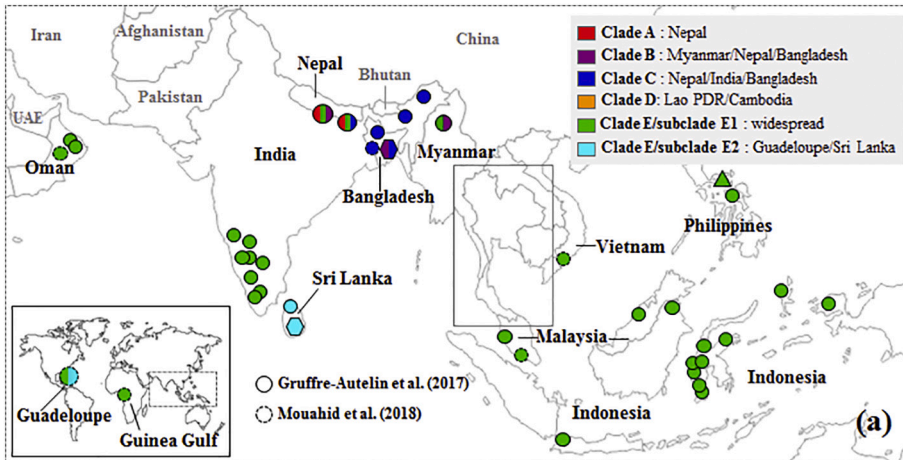 Iran
Afghanistan
China
Clade A : Nepal
Clade B : Myanmar/Nepal/Bangladesh
Clade C : Nepal/India/Bangladesh
Clade D: Lao PDR/Cambodia
Clade E/subclade E1 : widespread
Clade E/subclade E2 : Guadeloupe/Sri Lanka
Nepal
Bhutan
Pakistan
UAE
Oman
India
Myanmar
Bangladesh
Philippines
Vietnam
Sri Lanka
Malaysia
Indonesia
Gruffre-Autelin et al. (2017)
Mouahid et al. (2018)
Guadeloupe
Guinea Gulf
Indonesia
(a)